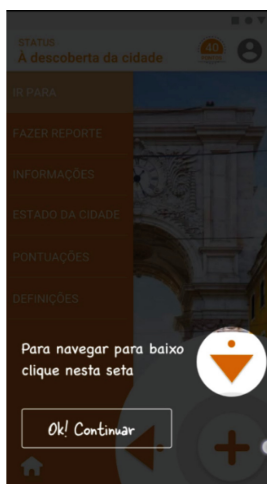 STATUS
À descoberta da cidade
40
IR PARA
FAZER REPORTE
INFORMAÇÕES
ESTADO DA CIDADE
PONTUAÇÕES
DEFINIÇÕES
Para navegar para baixo
clique nesta seta
Ok! Continuar